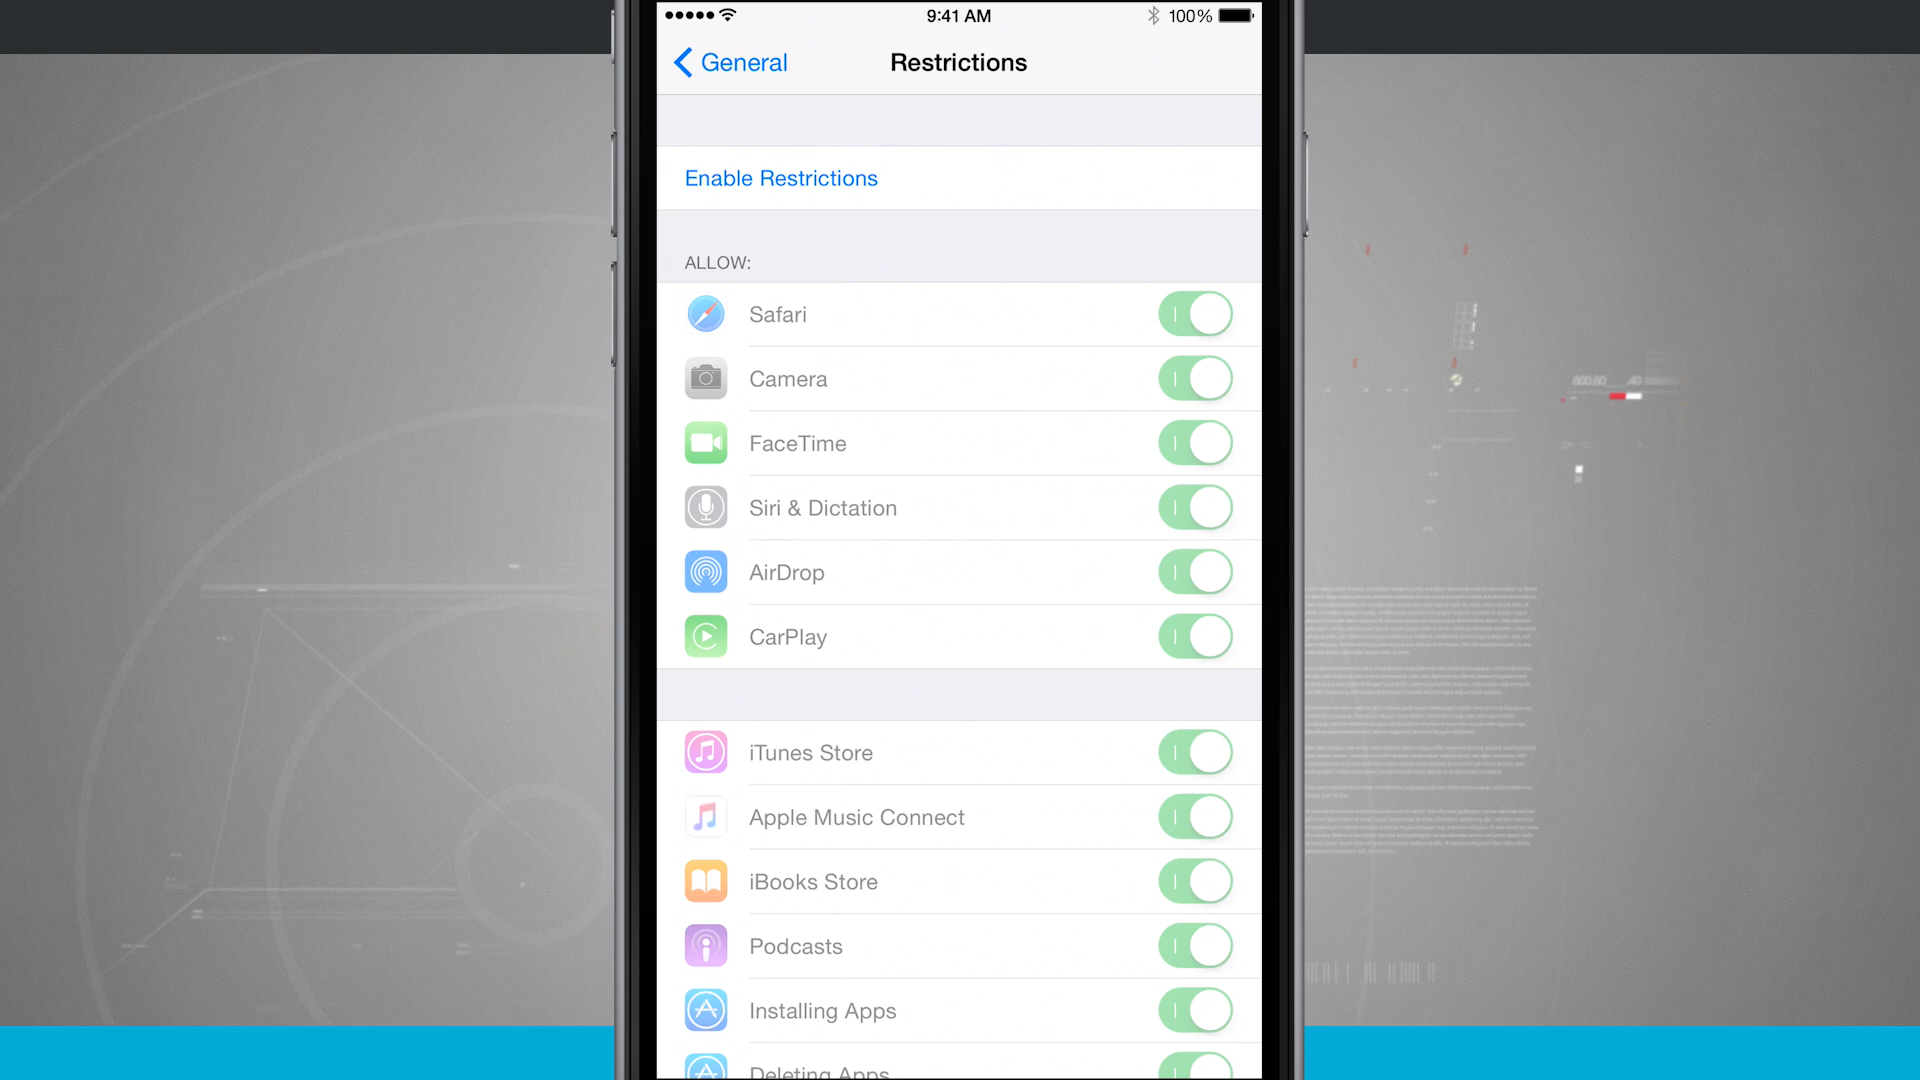 9:41 AM 100%
General Restrictions
Enable Restrictions
ALLOW:
Safari
Camera
FaceTime
Siri & Dictation
AirDrop
CarPlay
iTunes Store
Apple Music Connect
iBooks Store
Podcasts
Installing Apps
Deleting Apps